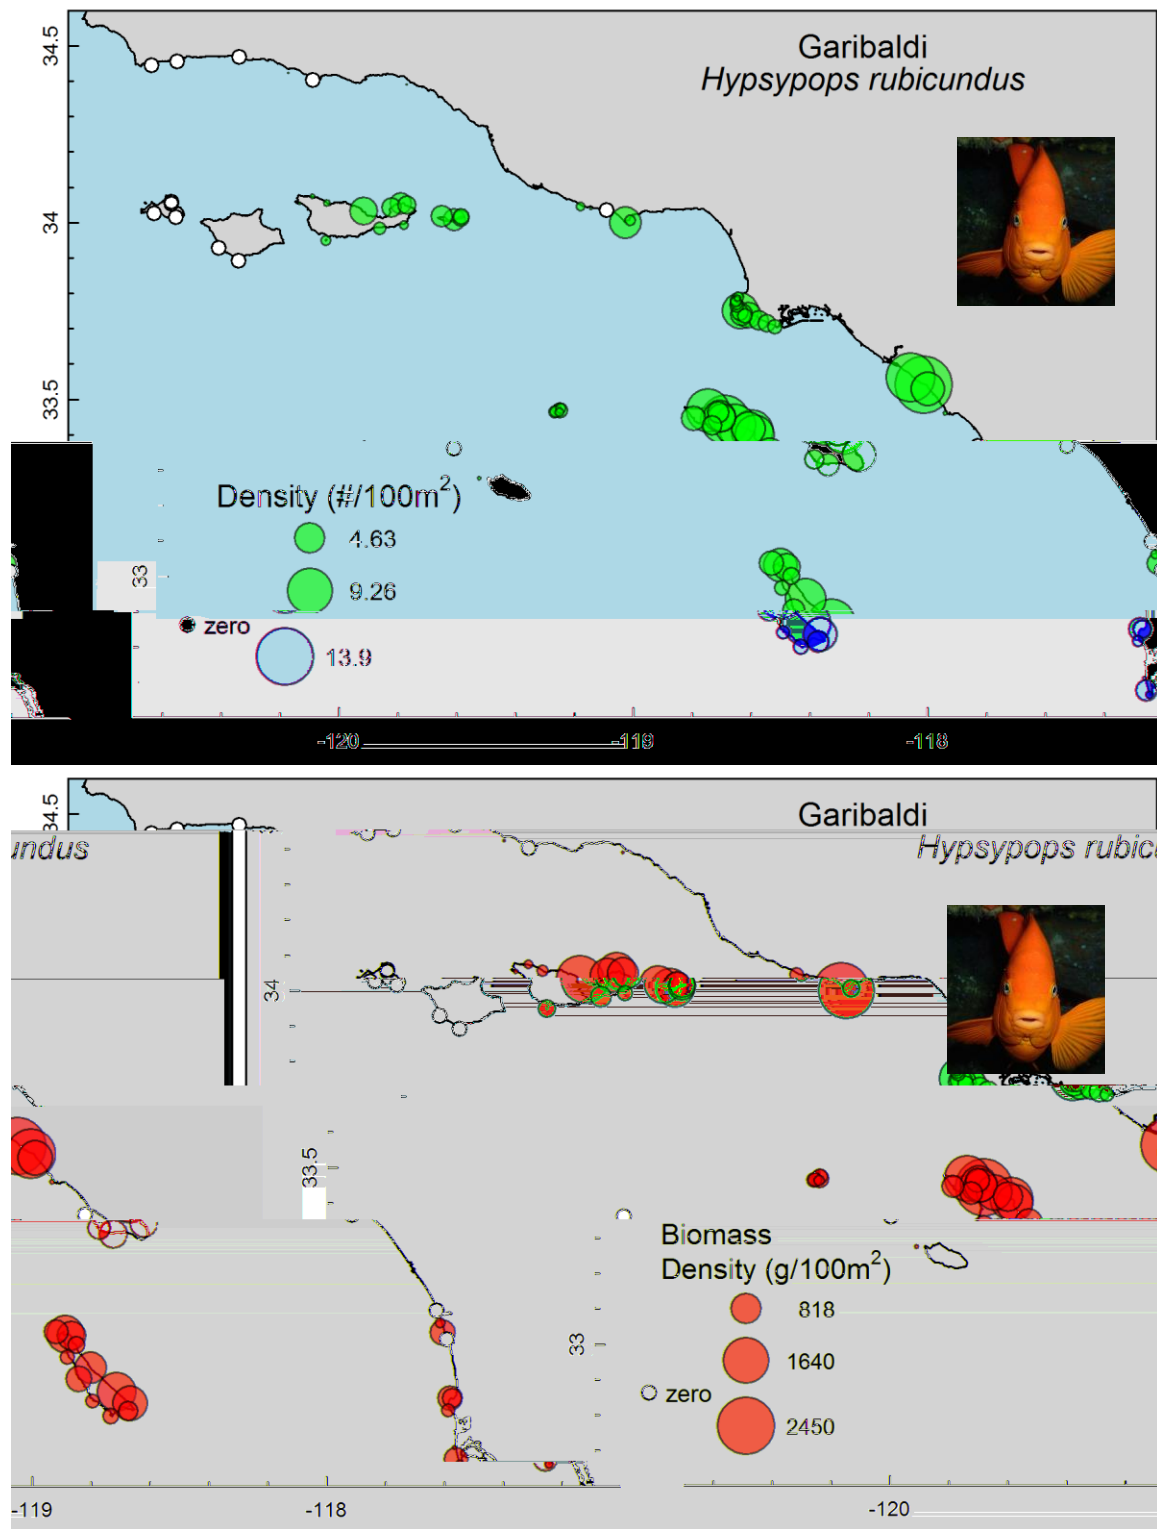 34.5
Garibaldi
Hypsypops rubicundus
34
33.5
Density (#/100m2)
4.63
33
9.26
zero
13.9
-120
-119
-118
34.5
Garibaldi
undus
Hypsypops rubic
34
33.5
Biomass
Density (g/100m2)
818
33
1640
zero
2450
-119
-118
-120